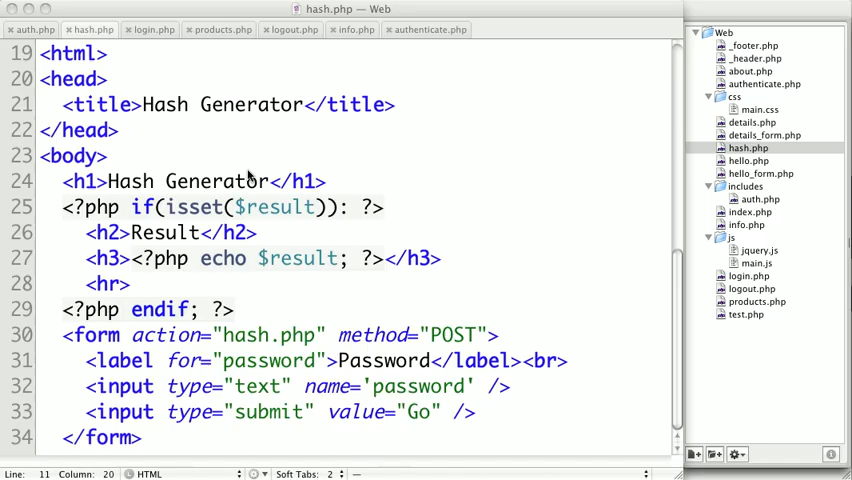 hash.php — Web
auth.php hash.php login.php products.php logout.php info.php authenticate.php
19 <html>
20 <head>
21 <title>Hash Generator</title>
22 </head>
23 <body>
24 <h1>Hash Generator</h1>
25 <?php if(isset($result)): ?>
26 <h2>Result</h2>
27 <h3><?php echo $result; ?></h3>
28 <hr>
29 <?php endif; ?>
30 <form action="hash.php" method="POST">
31 <label for="password">Password</label><br>
32 <input type="text" name='password' />
33 <input type="submit" value="Go" />
34 </form>
Line: 11 Column: 20 HTML Soft Tabs: 2 —
Web
_footer.php
_header.php
about.php
authenticate.php
css
main.css
details.php
details_form.php
hash.php
hello.php
hello_form.php
includes
auth.php
index.php
info.php
js
jquery.js
main.js
login.php
logout.php
products.php
test.php